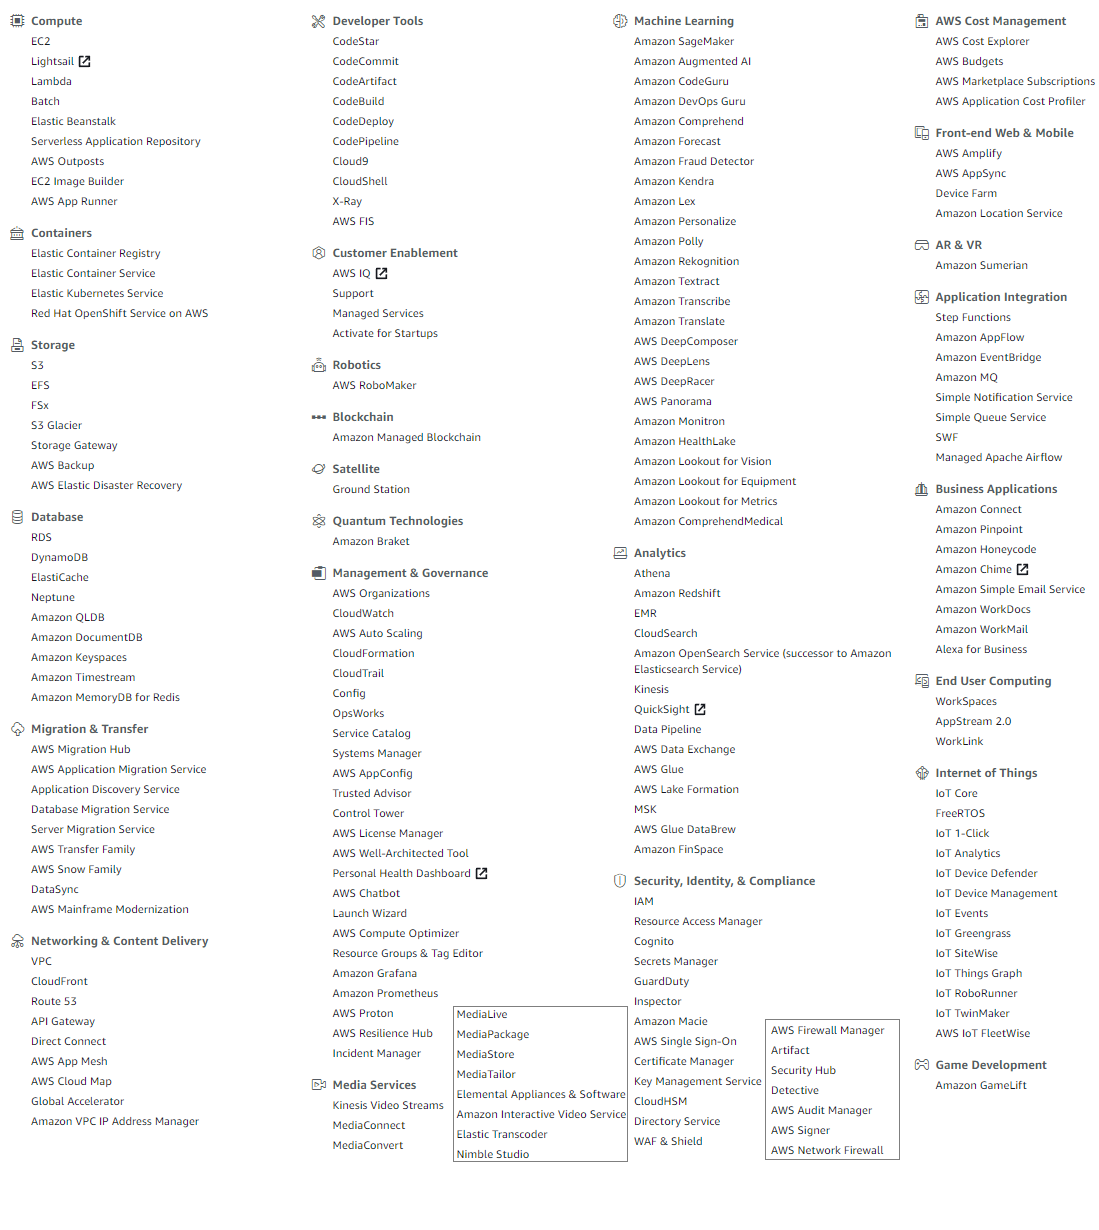 Compute
EC2
Lightsail
Lambda
Batch
Elastic Beanstalk
Serverless Application Repository
AWS Outposts
EC2 Image Builder
AWS App Runner
Containers
Elastic Container Registry
Elastic Container Service
Elastic Kubernetes Service
Red Hat OpenShift Service on AWS
Storage
S3
EFS
FSx
S3 Glacier
Storage Gateway
AWS Backup
AWS Elastic Disaster Recovery
Database
RDS
DynamoDB
ElastiCache
Neptune
Amazon QLDB
Amazon DocumentDB
Amazon Keyspaces
Amazon Timestream
Amazon MemoryDB for Redis
Migration & Transfer
AWS Migration Hub
AWS Application Migration Service
Application Discovery Service
Database Migration Service
Server Migration Service
AWS Transfer Family
AWS Snow Family
DataSync
AWS Mainframe Modernization
Networking & Content Delivery
VPC
CloudFront
Route 53
API Gateway
Direct Connect
AWS App Mesh
AWS Cloud Map
Global Accelerator
Amazon VPC IP Address Manager
Developer Tools
CodeStar
CodeCommit
CodeArtifact
CodeBuild
CodeDeploy
CodePipeline
Cloud9
CloudShell
X-Ray
AWS FIS
Customer Enablement
AWS IQ
Support
Managed Services
Activate for Startups
Robotics
AWS RoboMaker
Blockchain
Amazon Managed Blockchain
Satellite
Ground Station
Quantum Technologies
Amazon Braket
Management & Governance
AWS Organizations
CloudWatch
AWS Auto Scaling
CloudFormation
CloudTrail
Config
OpsWorks
Service Catalog
Systems Manager
AWS AppConfig
Trusted Advisor
Control Tower
AWS License Manager
AWS Well-Architected Tool
Personal Health Dashboard
AWS Chatbot
Launch Wizard
AWS Compute Optimizer
Resource Groups & Tag Editor
Amazon Grafana
Amazon Prometheus
AWS Proton
AWS Resilience Hub
Incident Manager
Media Services
Kinesis Video Streams
MediaConnect
MediaConvert
MediaLive
MediaPackage
MediaStore
MediaTailor
Elemental Appliances & Software
Amazon Interactive Video Service
Elastic Transcoder
Nimble Studio
Machine Learning
Amazon SageMaker
Amazon Augmented AI
Amazon CodeGuru
Amazon DevOps Guru
Amazon Comprehend
Amazon Forecast
Amazon Fraud Detector
Amazon Kendra
Amazon Lex
Amazon Personalize
Amazon Polly
Amazon Rekognition
Amazon Textract
Amazon Transcribe
Amazon Translate
AWS DeepComposer
AWS DeepLens
AWS DeepRacer
AWS Panorama
Amazon Monitron
Amazon HealthLake
Amazon Lookout for Vision
Amazon Lookout for Equipment
Amazon Lookout for Metrics
Amazon ComprehendMedical
Analytics
Athena
Amazon Redshift
EMR
CloudSearch
Amazon OpenSearch Service (successor to Amazon
Elasticsearch Service)
Kinesis
QuickSight
Data Pipeline
AWS Data Exchange
AWS Glue
AWS Lake Formation
MSK
AWS Glue DataBrew
Amazon FinSpace
Security, Identity, & Compliance
IAM
Resource Access Manager
Cognito
Secrets Manager
GuardDuty
Inspector
Amazon Macie
AWS Single Sign-On
Certificate Manager
Key Management Service
CloudHSM
Directory Service
WAF & Shield
AWS Firewall Manager
Artifact
Security Hub
Detective
AWS Audit Manager
AWS Signer
AWS Network Firewall
AWS Cost Management
AWS Cost Explorer
AWS Budgets
AWS Marketplace Subscriptions
AWS Application Cost Profiler
Front-end Web & Mobile
AWS Amplify
AWS AppSync
Device Farm
Amazon Location Service
AR & VR
Amazon Sumerian
Application Integration
Step Functions
Amazon AppFlow
Amazon EventBridge
Amazon MQ
Simple Notification Service
Simple Queue Service
SWF
Managed Apache Airflow
Business Applications
Amazon Connect
Amazon Pinpoint
Amazon Honeycode
Amazon Chime
Amazon Simple Email Service
Amazon WorkDocs
Amazon WorkMail
Alexa for Business
End User Computing
WorkSpaces
AppStream 2.0
WorkLink
Internet of Things
IoT Core
FreeRTOS
IoT 1-Click
IoT Analytics
IoT Device Defender
IoT Device Management
IoT Events
IoT Greengrass
IoT SiteWise
IoT Things Graph
IoT RoboRunner
IoT TwinMaker
AWS IoT FleetWise
Game Development
Amazon GameLift